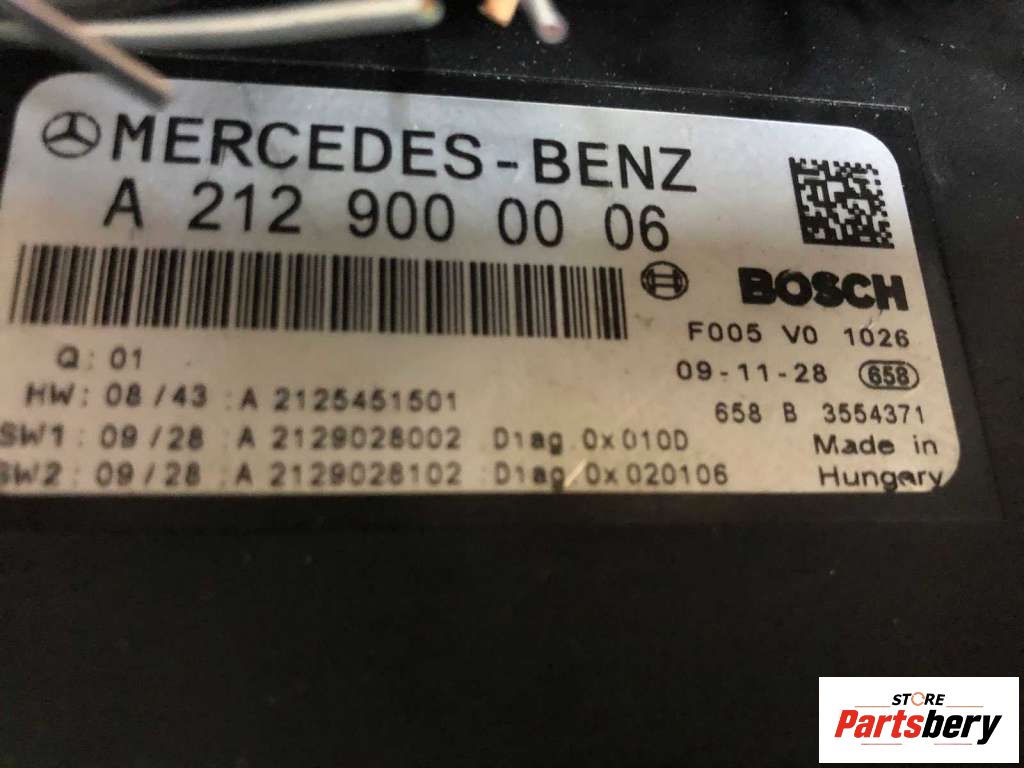 MERCEDES-BENZ
A 212 900 00 06
BOSCH
F005 V0 1026
Q: 01
09-11-28 658
HW: 08/43 :A 2125451501
658 B 3554371
SW1: 09/28 :A 2129028002 :Diag.0x010D
Made in
SW2: 09/28 :A 2129028102 :Diag.0x020106
Hungary
STORE
Partsbery